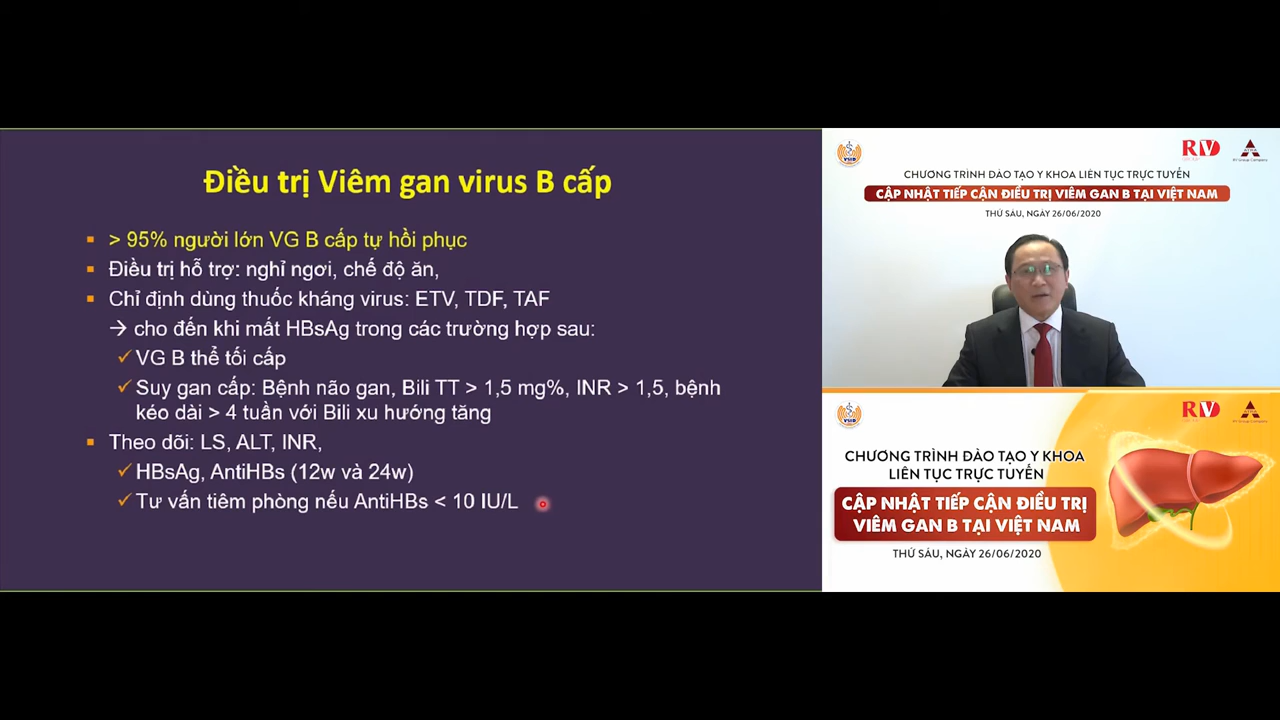 Điều trị Viêm gan virus B cấp
> 95% người lớn VG B cấp tự hồi phục
Điều trị hỗ trợ: nghỉ ngơi, chế độ ăn,
Chỉ định dùng thuốc kháng virus: ETV, TDF, TAF
→ cho đến khi mất HBsAg trong các trường hợp sau:
✓VG B thể tối cấp
✓Suy gan cấp: Bệnh não gan, Bili TT > 1,5 mg%, INR > 1,5, bệnh
kéo dài > 4 tuần với Bili xu hướng tăng
Theo dõi: LS, ALT, INR,
✓HBsAg, AntiHBs (12w và 24w)
✓Tư vấn tiêm phòng nếu AntiHBs < 10 IU/L
VSID
RV
CHƯƠNG TRÌNH ĐÀO TẠO Y KHOA LIÊN TỤC TRỰC TUYẾN
CẬP NHẬT TIẾP CẬN ĐIỀU TRỊ VIÊM GAN B TẠI VIỆT NAM
THỨ SÁU, NGÀY 26/06/2020
VSID
RV
CHƯƠNG TRÌNH ĐÀO TẠO Y KHOA
LIÊN TỤC TRỰC TUYẾN
CẬP NHẬT TIẾP CẬN ĐIỀU TRỊ
VIÊM GAN B TẠI VIỆT NAM
THỨ SÁU, NGÀY 26/06/2020